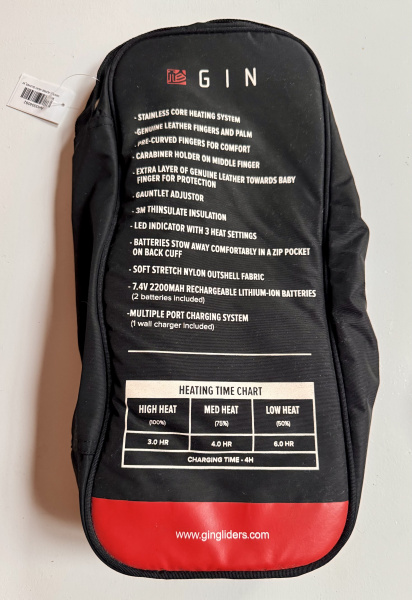 GIN
- STAINLESS CORE HEATING SYSTEM
-GENUINE LEATHER FINGERS AND PALM
- PRE-CURVED FINGERS FOR COMFORT
- CARABINER HOLDER ON MIDDLE FINGER
- EXTRA LAYER OF GENUINE LEATHER TOWARDS BABY
FINGER FOR PROTECTION
- GAUNTLET ADJUSTOR
- 3M THINSULATE INSULATION
- LED INDICATOR WITH 3 HEAT SETTINGS
- BATTERIES STOW AWAY COMFORTABLY IN A ZIP POCKET
ON BACK CUFF
- SOFT STRETCH NYLON OUTSHELL FABRIC
- 7.4V 2200MAH RECHARGEABLE LITHIUM-ION BATTERIES
(2 batteries included)
-MULTIPLE PORT CHARGING SYSTEM
(1 wall charger included)
HEATING TIME CHART
HIGH HEAT MED HEAT LOW HEAT
(100%) (75%) (50%)
3.0 HR 4.0 HR 6.0 HR
CHARGING TIME - 4H
www.gingliders.com